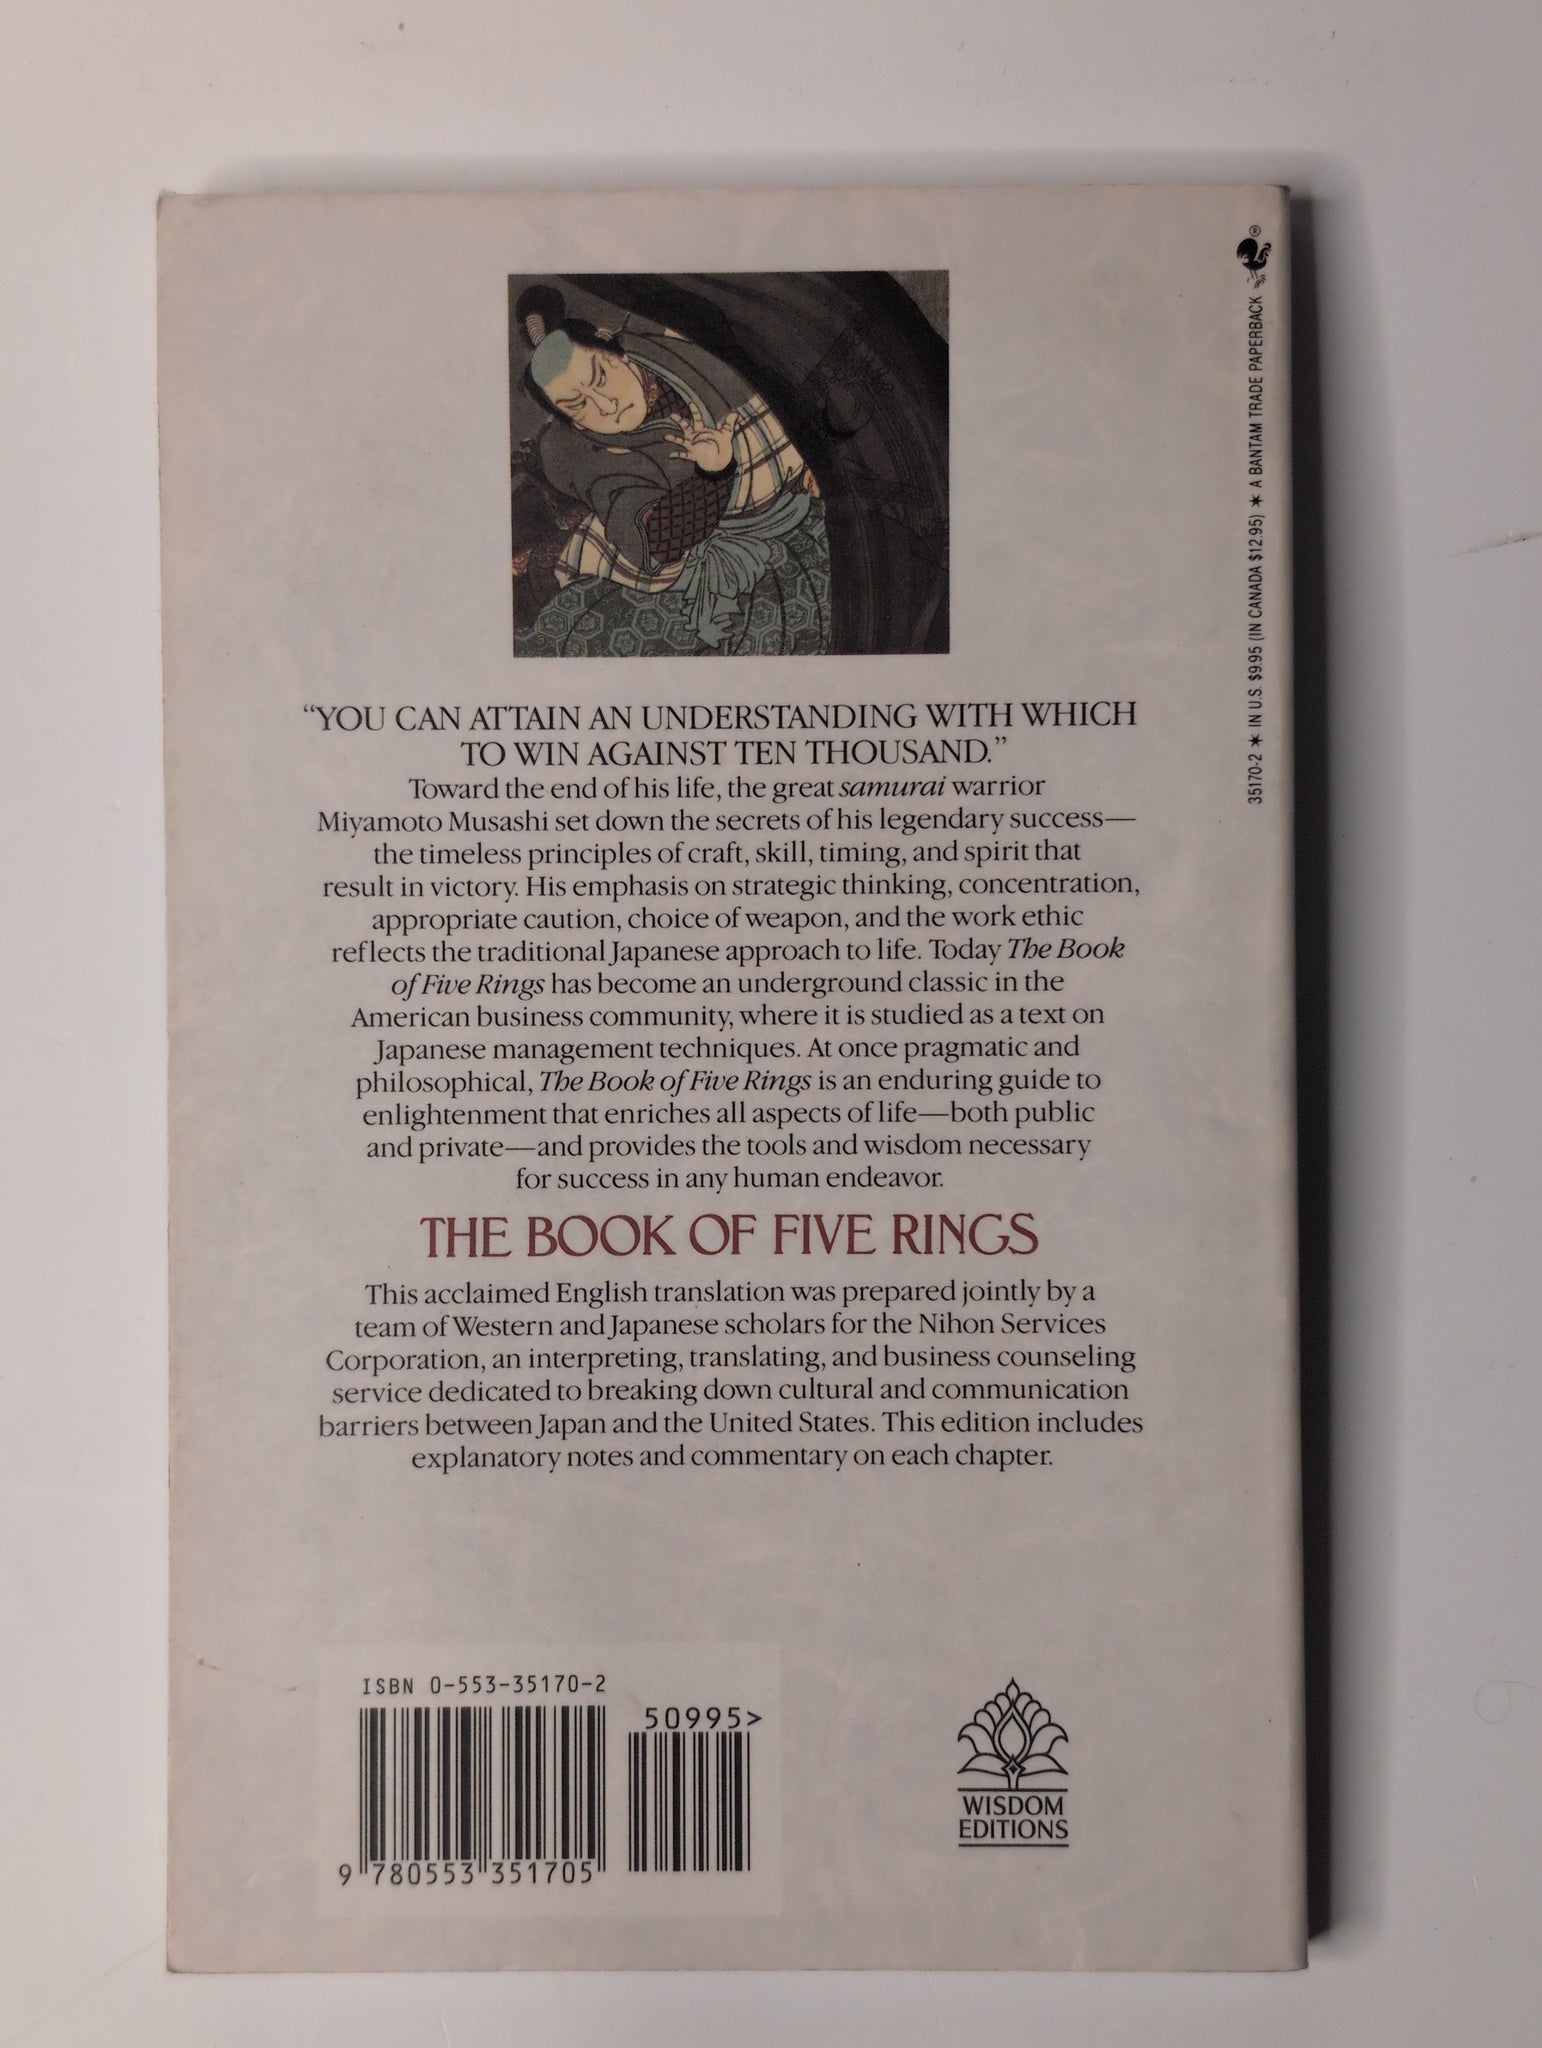 "YOU CAN ATTAIN AN UNDERSTANDING WITH WHICH
TO WIN AGAINST TEN THOUSAND."
Toward the end of his life, the great samurai warrior
Miyamoto Musashi set down the secrets of his legendary success—
the timeless principles of craft, skill, timing, and spirit that
result in victory. His emphasis on strategic thinking, concentration,
appropriate caution, choice of weapon, and the work ethic
reflects the traditional Japanese approach to life. Today The Book
of Five Rings has become an underground classic in the
American business community, where it is studied as a text on
Japanese management techniques. At once pragmatic and
philosophical, The Book of Five Rings is an enduring guide to
enlightenment that enriches all aspects of life—both public
and private—and provides the tools and wisdom necessary
for success in any human endeavor.
THE BOOK OF FIVE RINGS
This acclaimed English translation was prepared jointly by a
team of Western and Japanese scholars for the Nihon Services
Corporation, an interpreting, translating, and business counseling
service dedicated to breaking down cultural and communication
barriers between Japan and the United States. This edition includes
explanatory notes and commentary on each chapter.
ISBN 0-553-35170-2
50995>
9 780553 351705
WISDOM
EDITIONS
35170-2 ★ IN U.S. $9.95 (IN CANADA $12.95) ★ A BANTAM TRADE PAPERBACK ®